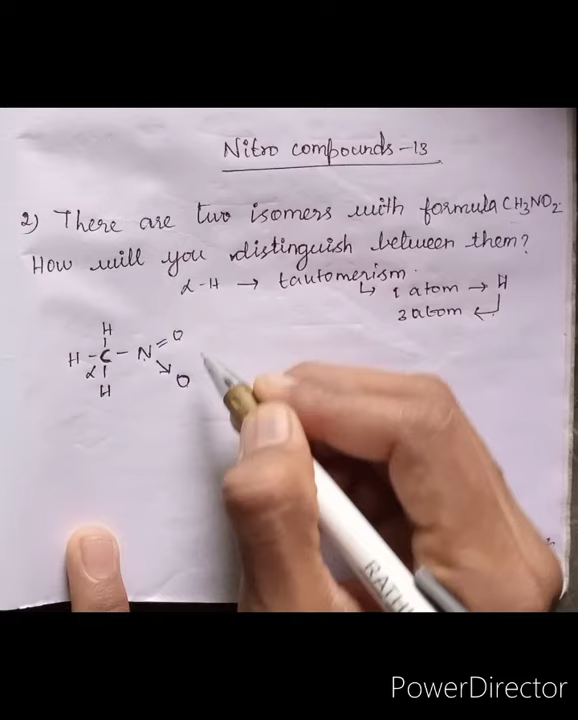 Nitro compounds-13
2) There are two isomers with formula CH3NO2.
How will you distinguish between them?
α-H → tautomerism.
↳ 1 atom → H
3 atom ↵
H
H - C - N = O
α
↘ O
H
RATHI
PowerDirector